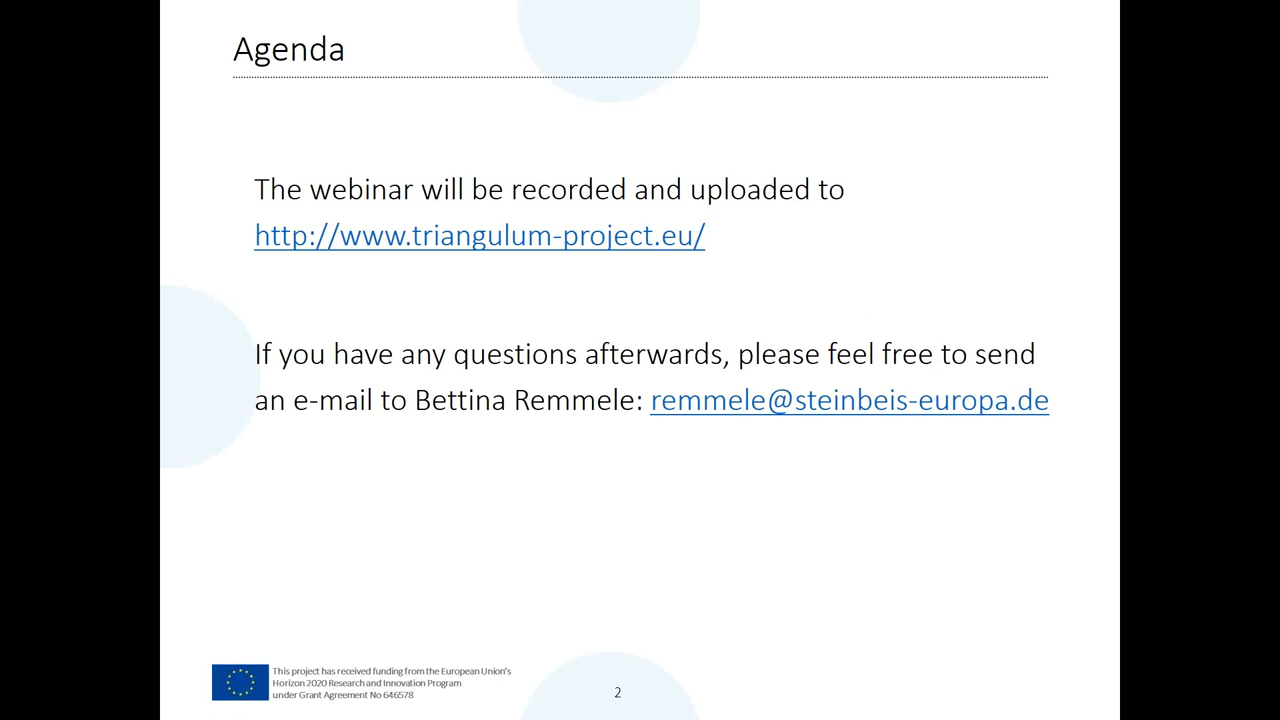 Agenda
The webinar will be recorded and uploaded to
http://www.triangulum-project.eu/
If you have any questions afterwards, please feel free to send
an e-mail to Bettina Remmele: remmele@steinbeis-europa.de
This project has received funding from the European Union's
Horizon 2020 Research and Innovation Program
under Grant Agreement No 646578
2